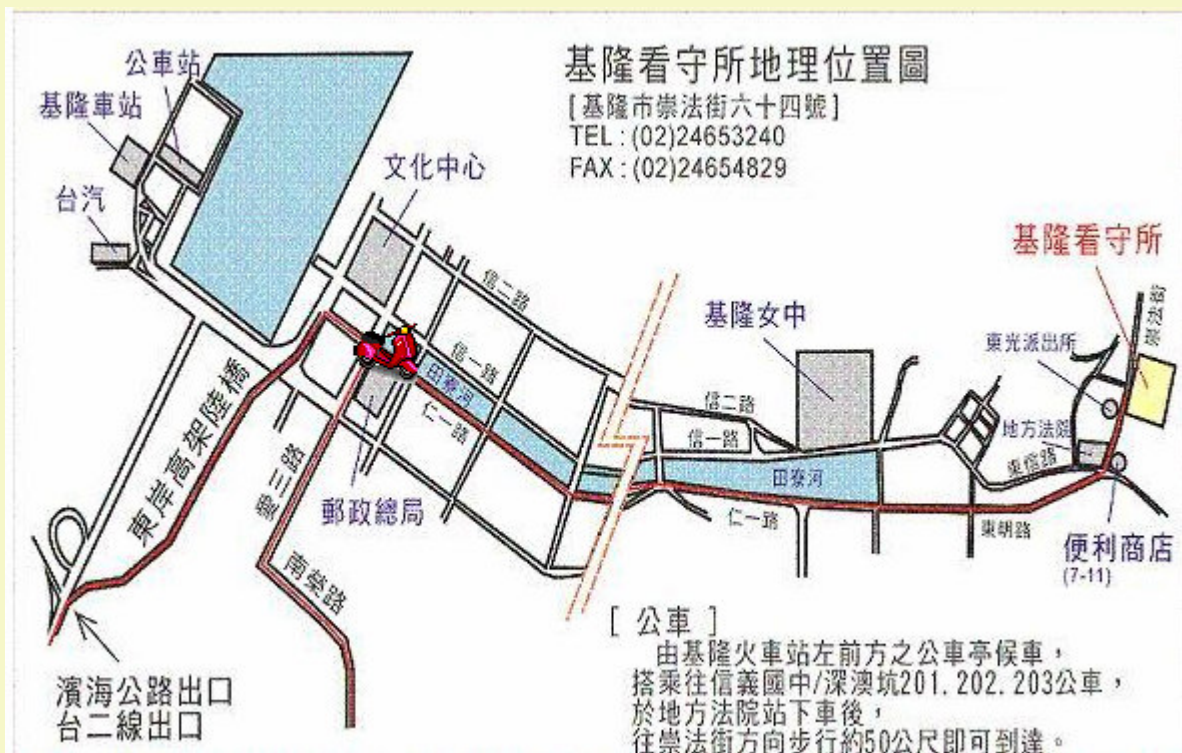 基隆看守所地理位置圖
[基隆市崇法街六十四號]
TEL:(02)24653240
FAX:(02)24654829
公車站
基隆車站
台汽
文化中心
信二路
基隆看守所
崇法街
基隆女中
東光派出所
信一路
田寮河
仁一路
信二路
信一路
地方法院
東信路
田寮河
東岸高架陸橋
愛三路
郵政總局
仁一路
東明路
便利商店
(7-11)
南榮路
濱海公路出口
台二線出口
[ 公車 ]
由基隆火車站左前方之公車亭候車，
搭乘往信義國中/深澳坑201.202.203公車，
於地方法院站下車後，
往崇法街方向步行約50公尺即可到達。